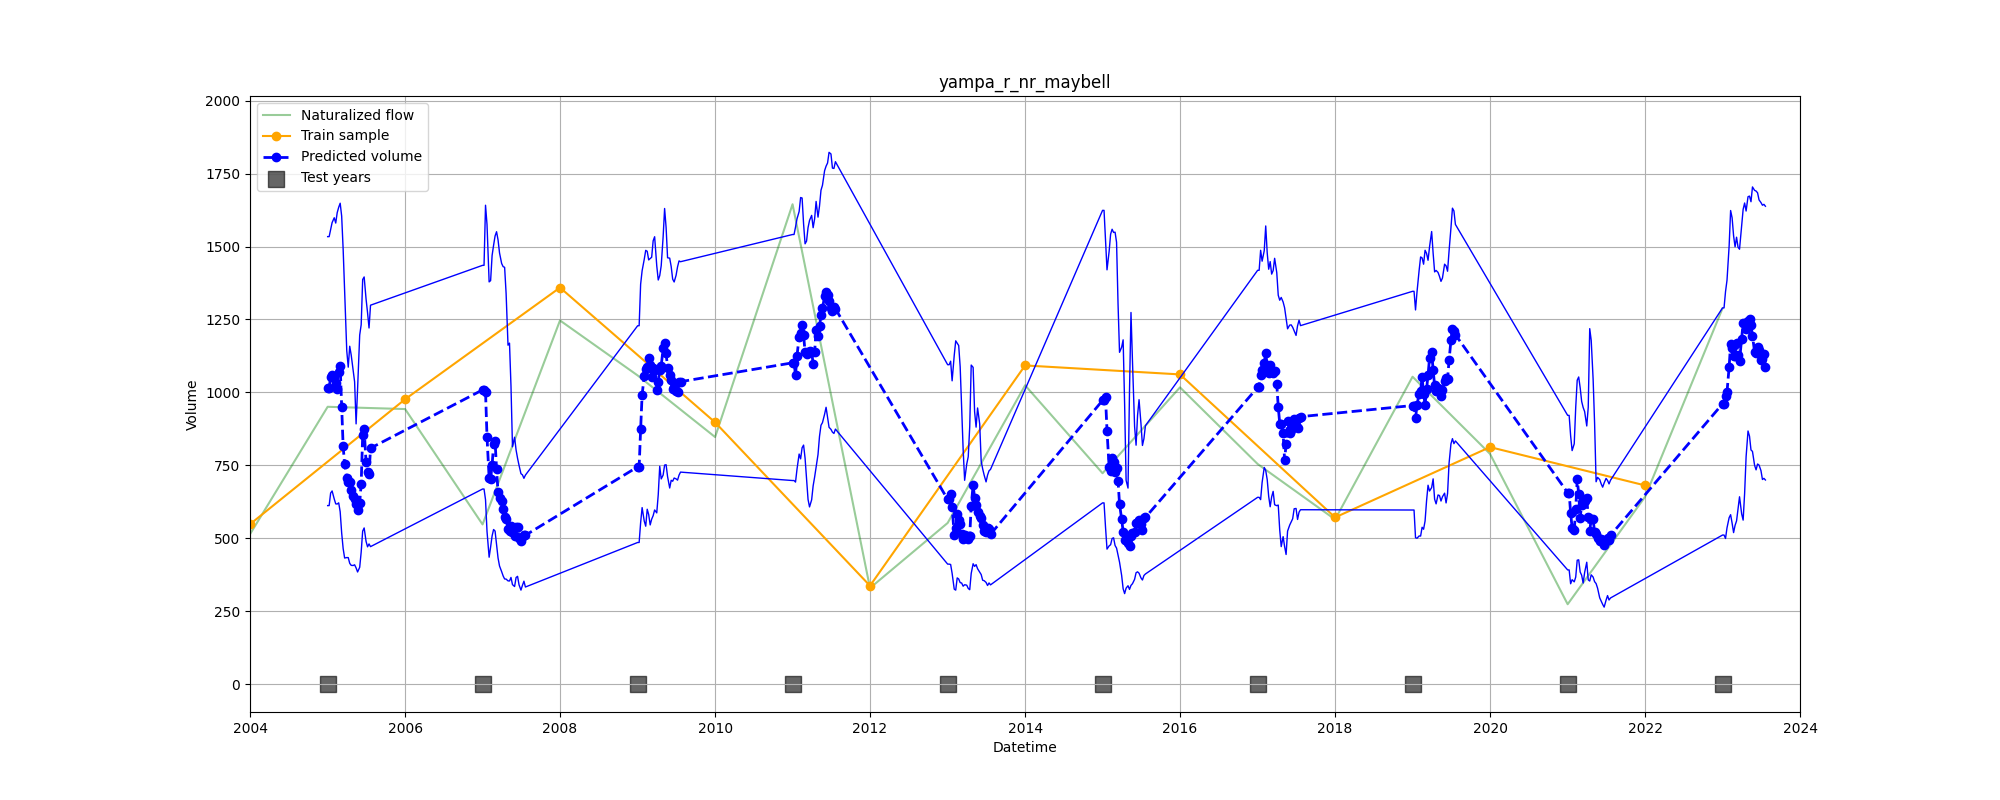 yampa_r_nr_maybell
Naturalized flow
Train sample
Predicted volume
Test years
2000
1750
1500
1250
1000
750
500
250
0
Volume
2004 2006 2008 2010 2012 2014 2016 2018 2020 2022 2024
Datetime